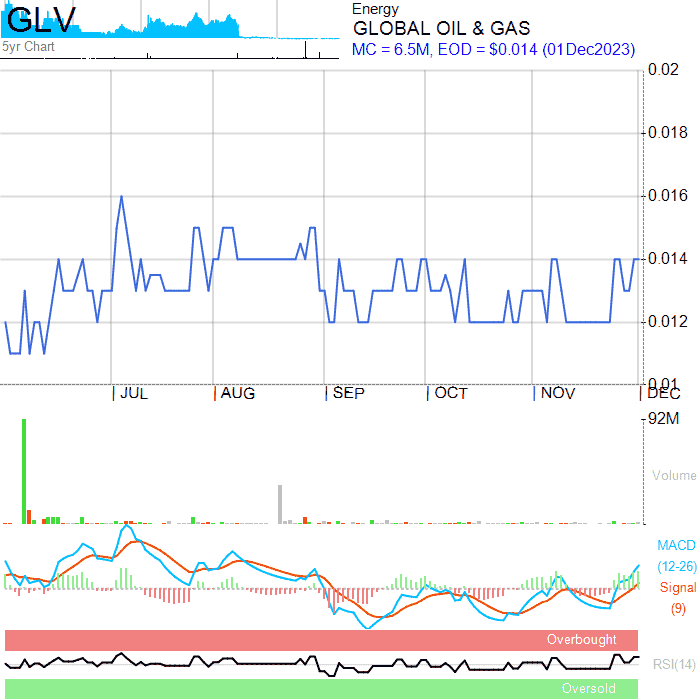 GLV
5yr Chart
Energy
GLOBAL OIL & GAS
MC = 6.5M, EOD = $0.014 (01Dec2023)
0.02
0.018
0.016
0.014
0.012
0.01
JUL AUG SEP OCT NOV DEC
92M
Volume
MACD
(12-26)
Signal
(9)
Overbought
RSI(14)
Oversold